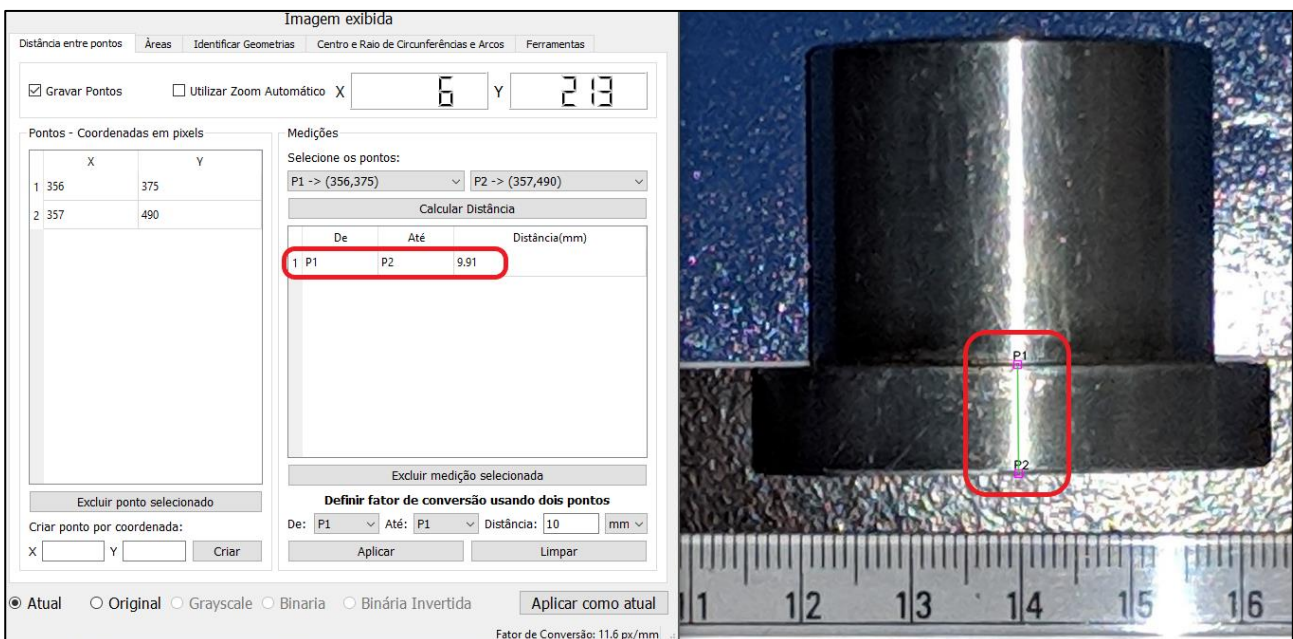 Imagem exibida
Distância entre pontos Àreas Identificar Geometrias Centro e Raio de Circunferências e Arcos Ferramentas
Gravar Pontos Utilizar Zoom Automático X 6 Y 213
Pontos - Coordenadas em pixels
X Y
1 356 375
2 357 490
Excluir ponto selecionado
Criar ponto por coordenada:
X Y Criar
Medições
Selecione os pontos:
P1 -> (356,375) P2 -> (357,490)
Calcular Distância
De Até Distância(mm)
1 P1 P2 9.91
Excluir medição selecionada
Definir fator de conversão usando dois pontos
De: P1 Até: P1 Distância: 10 mm
Aplicar Limpar
Atual Original Grayscale Binaria Binária Invertida Aplicar como atual
Fator de Conversão: 11.6 px/mm
P1
P2
11 12 13 14 15 16